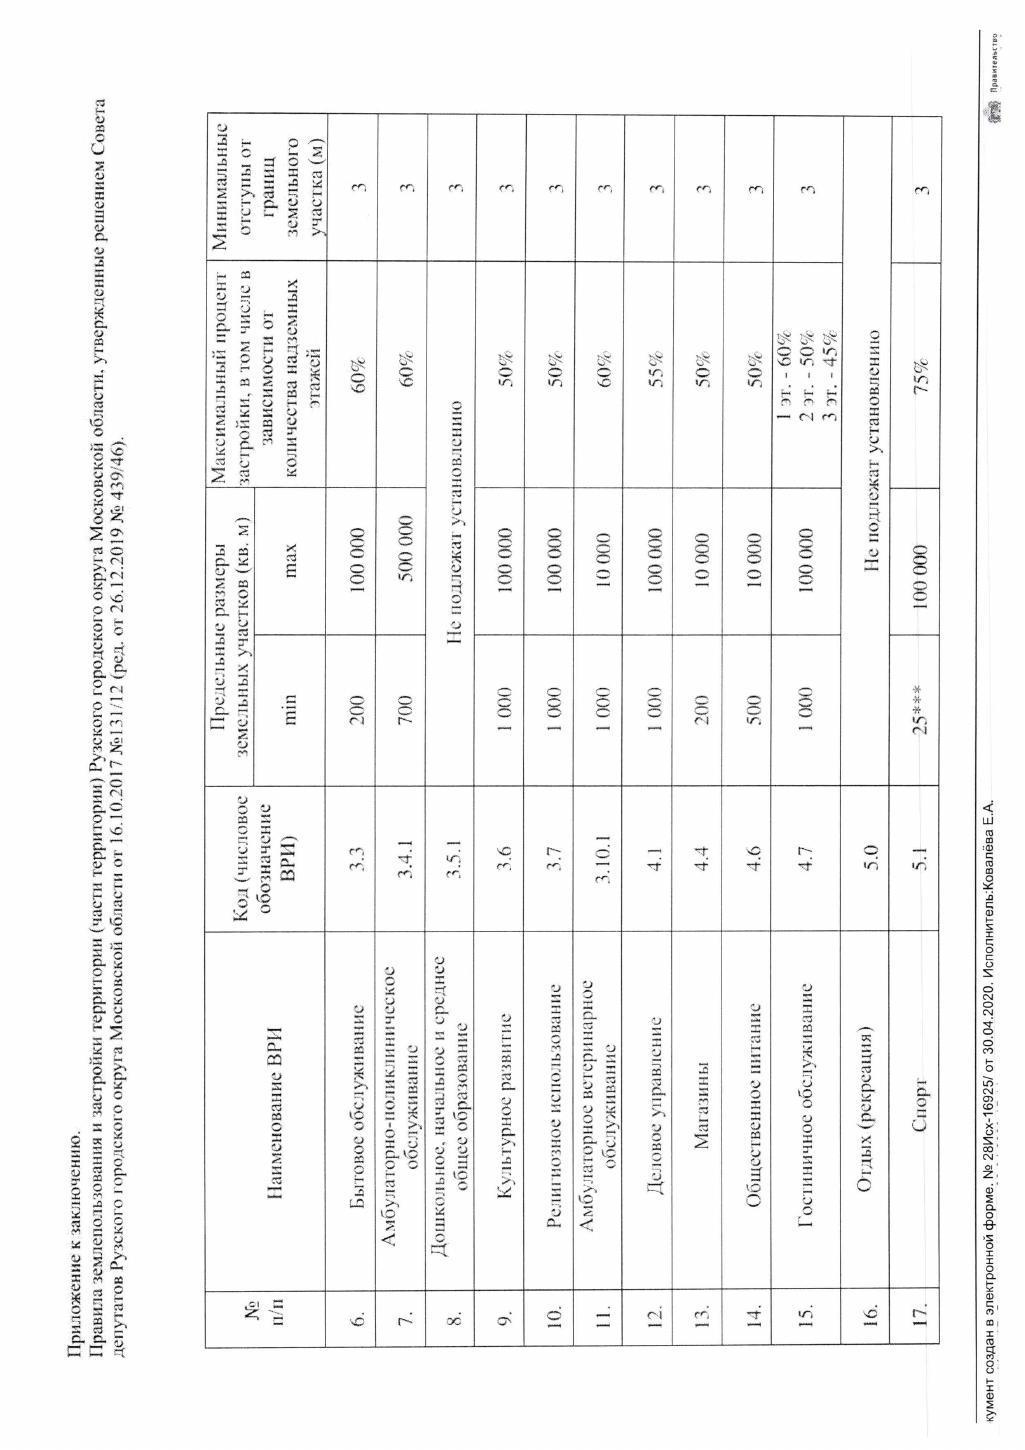 Приложение к заключению.
Правила землепользования и застройки территории (части территории) Рузского городского округа Московской области, утвержденные решением Совета
депутатов Рузского городского округа Московской области от 16.10.2017 №131/12 (ред. от 26.12.2019 № 439/46).
№ п/п
Наименование ВРИ
Код (числовое
обозначение
ВРИ)
Предельные размеры
земельных участков (кв. м)
min
max
Максимальный процент
застройки, в том числе в
зависимости от
количества надземных
этажей
Минимальные
отступы от
границ
земельного
участка (м)
6. Бытовое обслуживание 3.3 200 100 000 60% 3
7. Амбулаторно-поликлиническое
обслуживание 3.4.1 700 500 000 60% 3
8. Дошкольное, начальное и среднее
общее образование 3.5.1 Не подлежат установлению 3
9. Культурное развитие 3.6 1 000 100 000 50% 3
10. Религиозное использование 3.7 1 000 100 000 50% 3
11. Амбулаторное ветеринарное
обслуживание 3.10.1 1 000 10 000 60% 3
12. Деловое управление 4.1 1 000 100 000 55% 3
13. Магазины 4.4 200 10 000 50% 3
14. Общественное питание 4.6 500 10 000 50% 3
15. Гостиничное обслуживание 4.7 1 000 100 000 1 эт. - 60%
2 эт. - 50%
3 эт. - 45% 3
16. Отдых (рекреация) 5.0 Не подлежат установлению
17. Спорт 5.1 25*** 100 000 75% 3
кумент создан в электронной форме. № 28Исх-16925/ от 30.04.2020. Исполнитель:Ковалёва Е.А.
Правительство